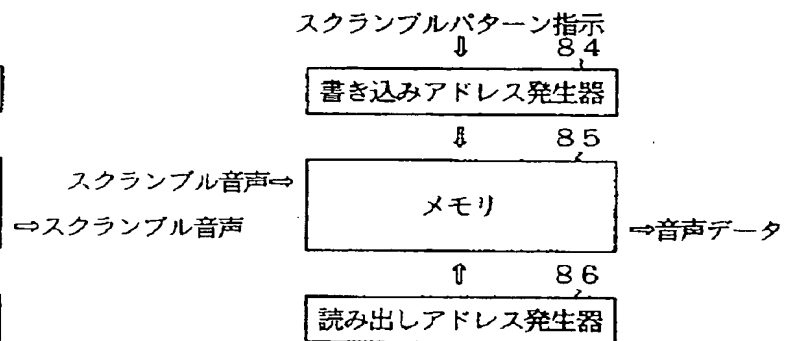 スクランブルパターン指示
⇓ 84
書き込みアドレス発生器
⇓ 85
スクランブル音声⇒
メモリ
⇒スクランブル音声
⇒音声データ
⇑ 86
読み出しアドレス発生器